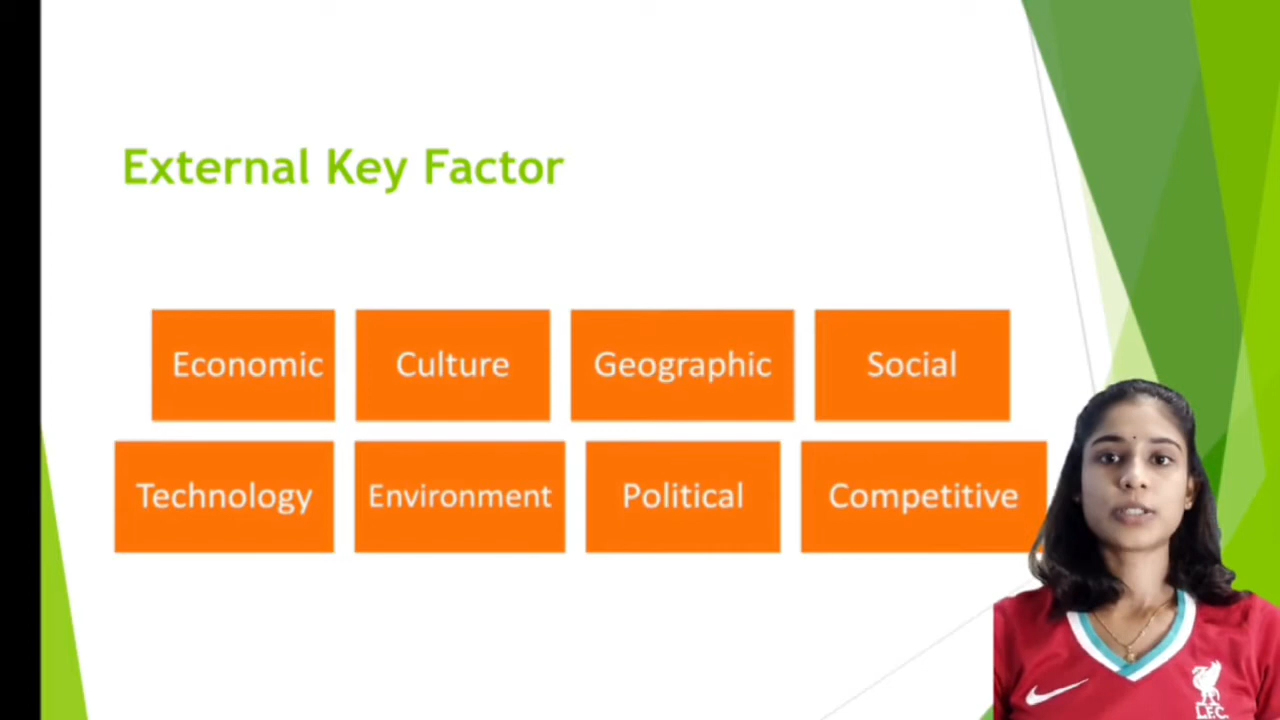 External Key Factor
Economic Culture Geographic Social
Technology Environment Political Competitive
L.F.C.